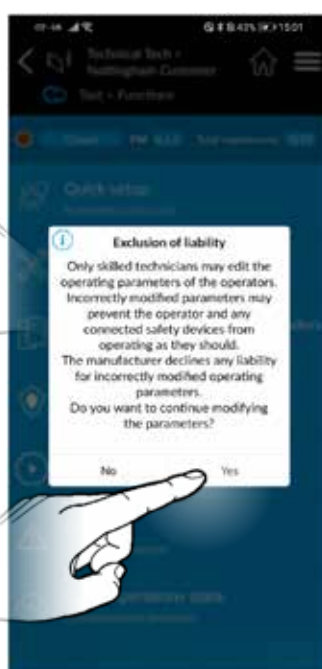 15:01
Technical Tech >
Nottingham Customer
Test > Functions
Quick setup
Exclusion of liability
Only skilled technicians may edit the
operating parameters of the operators.
Incorrectly modified parameters may
prevent the operator and any
connected safety devices from
operating as they should.
The manufacturer declines any liability
for incorrectly modified operating
parameters.
Do you want to continue modifying
the parameters?
No
Yes